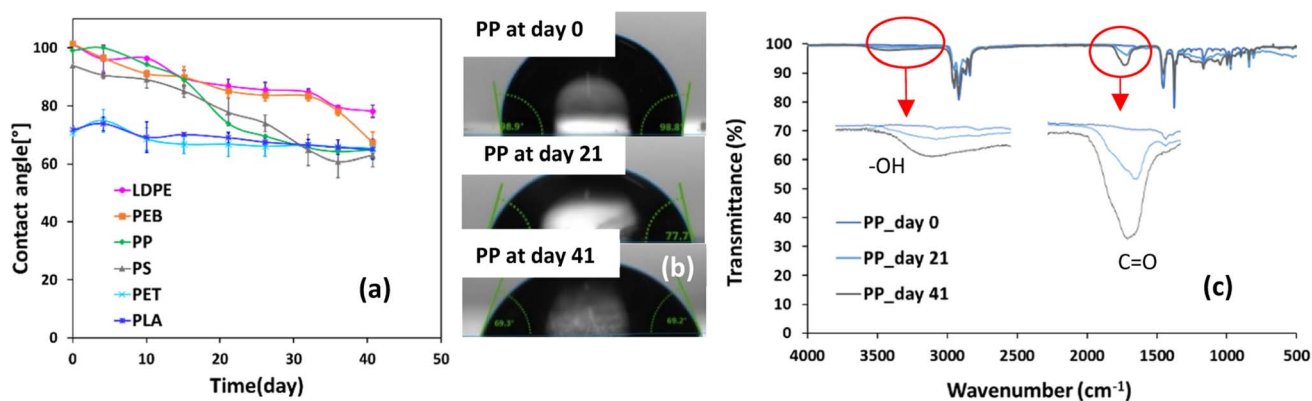 Contact angle[°]
100
80
60
40
20
0
0
10
20
30
40
50
Time(day)
LDPE
PEB
PP
PS
PET
PLA
(a)
PP at day 0
98.9°
98.8°
PP at day 21
77.7
PP at day 41
69.3°
69.2°
(b)
Transmittance (%)
100
90
80
70
60
50
40
30
20
10
0
-OH
C=O
PP_day 0
PP_day 21
PP_day 41
(c)
4000
3000
2000
1500
1000
500
Wavenumber (cm⁻¹)